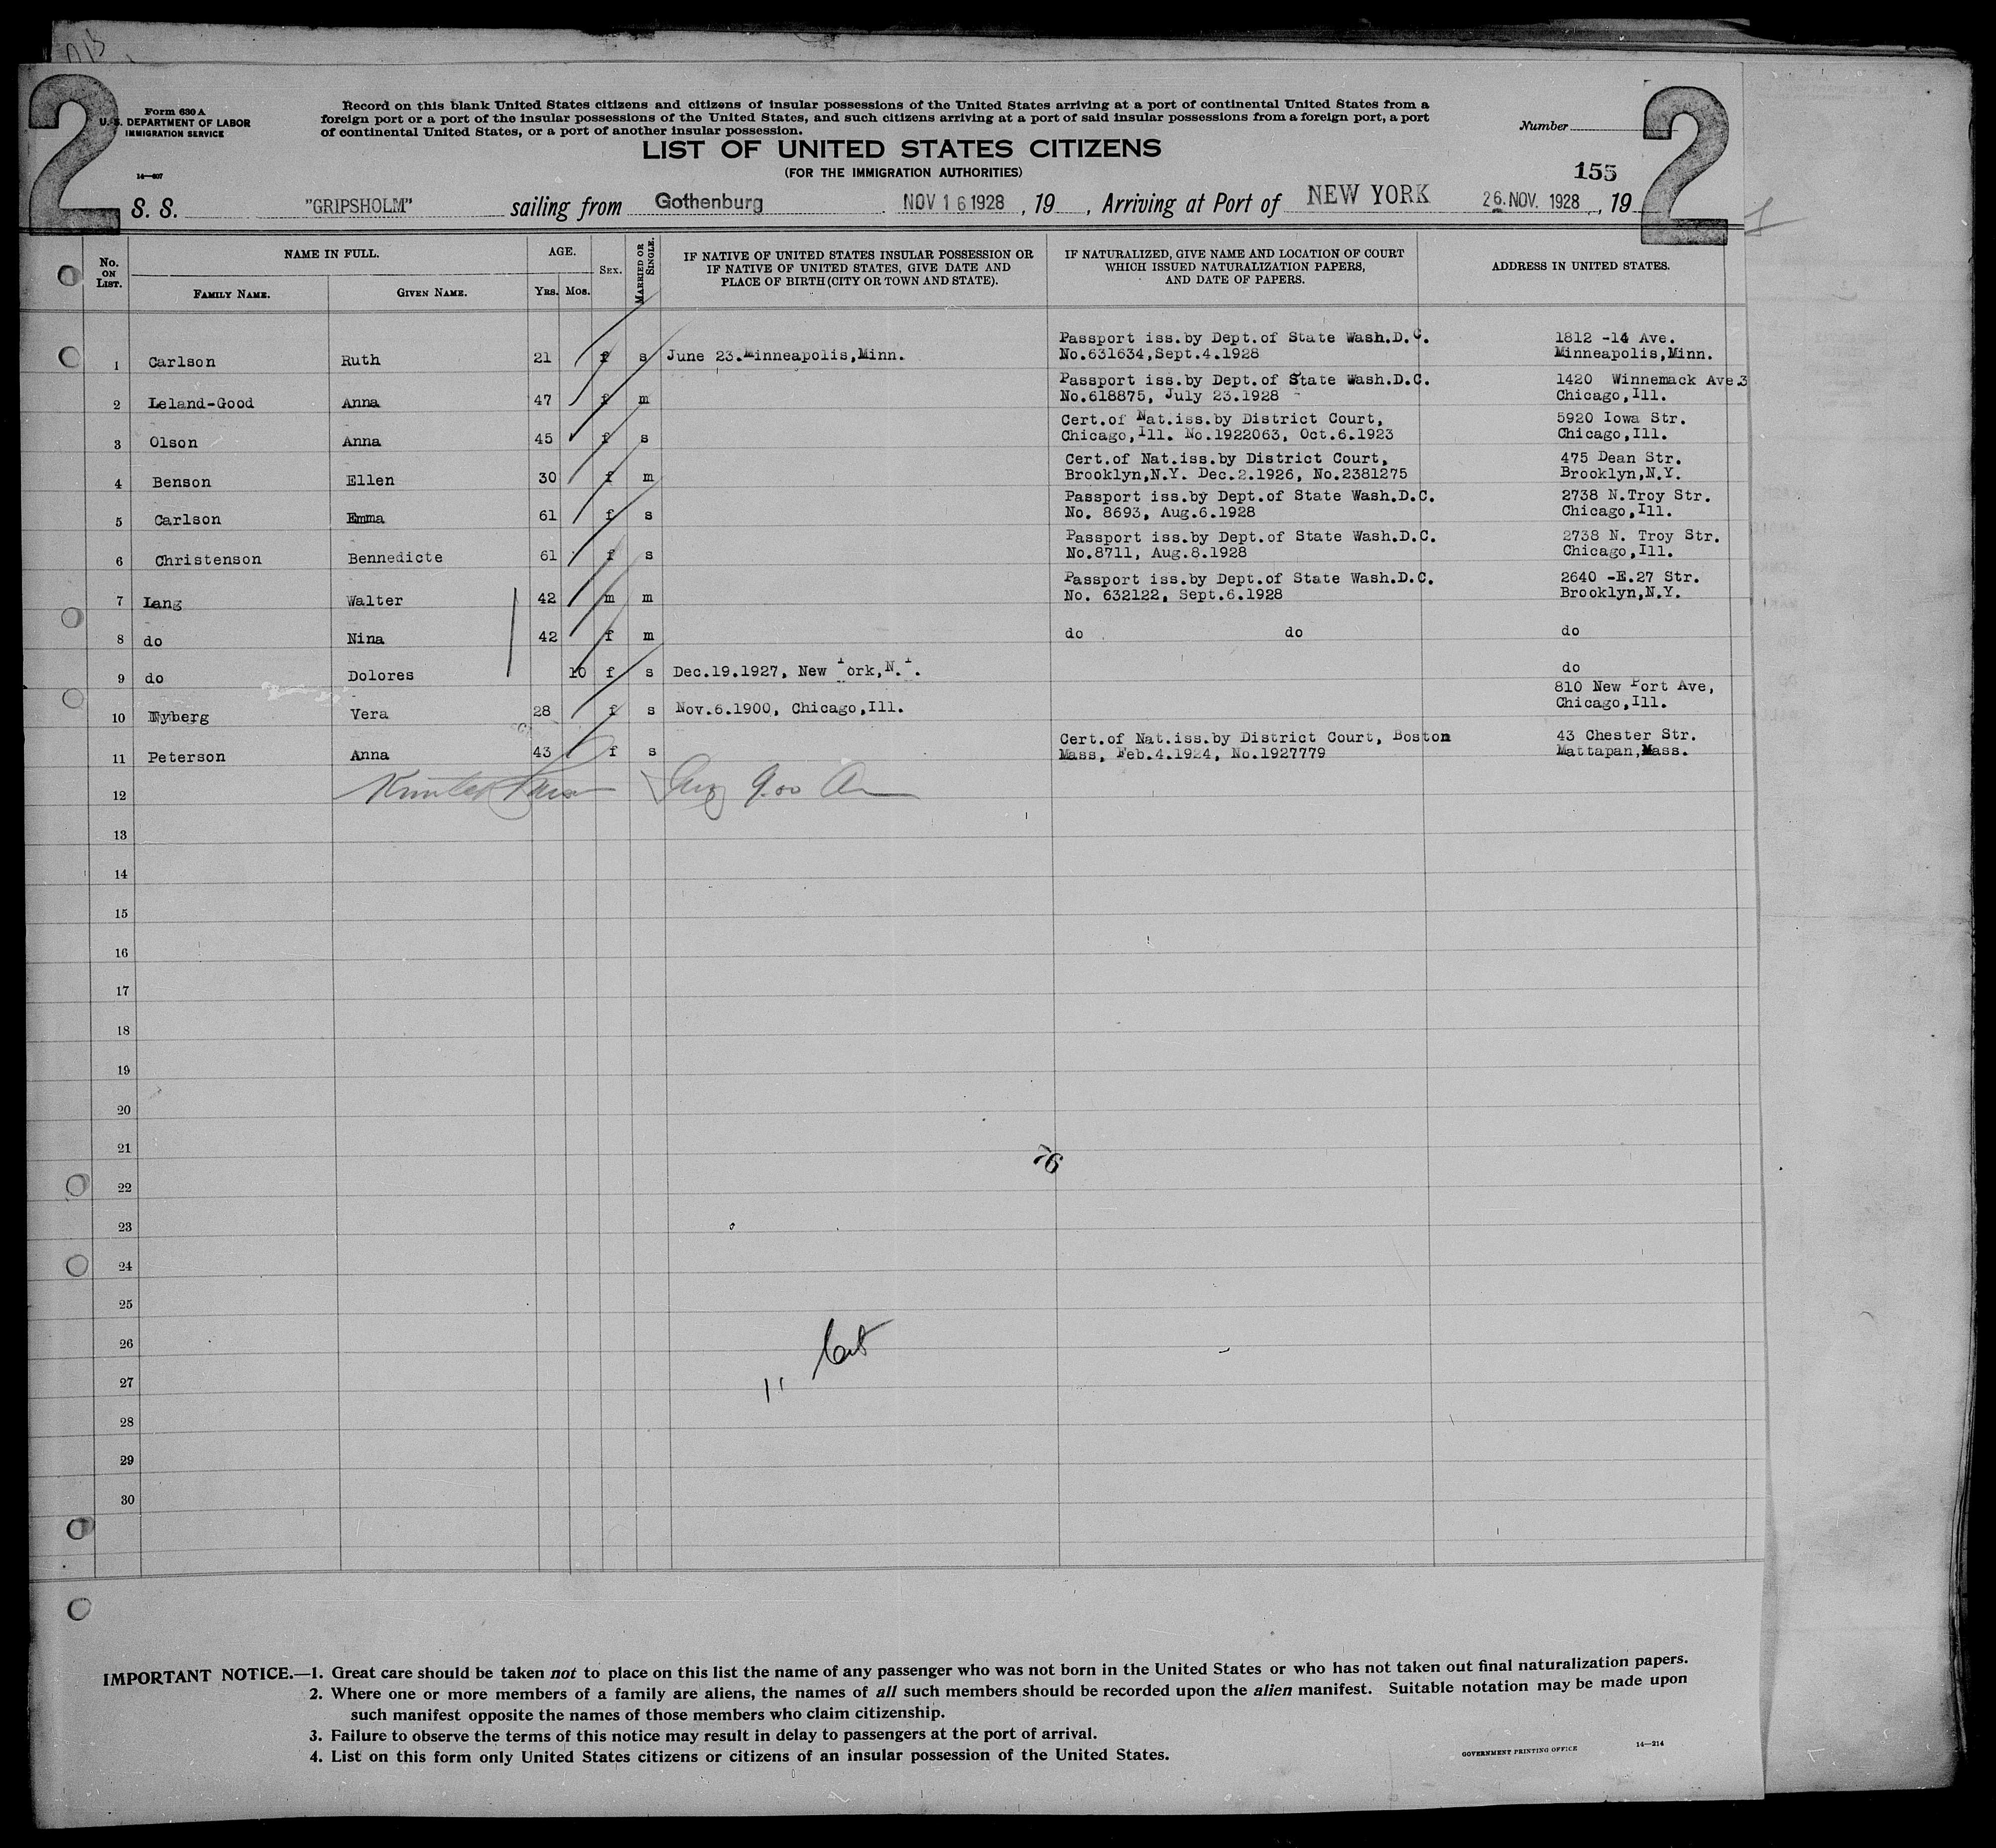 2 2
Form 630 A
U. S. DEPARTMENT OF LABOR
IMMIGRATION SERVICE
14—607
Record on this blank United States citizens and citizens of insular possessions of the United States arriving at a port of continental United States from a
foreign port or a port of the insular possessions of the United States, and such citizens arriving at a port of said insular possessions from a foreign port, a port
of continental United States, or a port of another insular possession.
Number
LIST OF UNITED STATES CITIZENS
(FOR THE IMMIGRATION AUTHORITIES)
155
S. S. "GRIPSHOLM" sailing from Gothenburg NOV 16 1928, 19 , Arriving at Port of NEW YORK 26. NOV. 1928, 19
No. ON LIST. NAME IN FULL. AGE. SEX. MARRIED OR SINGLE. IF NATIVE OF UNITED STATES INSULAR POSSESSION OR IF NATIVE OF UNITED STATES, GIVE DATE AND PLACE OF BIRTH (CITY OR TOWN AND STATE). IF NATURALIZED, GIVE NAME AND LOCATION OF COURT WHICH ISSUED NATURALIZATION PAPERS, AND DATE OF PAPERS. ADDRESS IN UNITED STATES.
FAMILY NAME. GIVEN NAME. YRS. MOS.
Passport iss.by Dept.of State Wash.D.C. 1812 -14 Ave.
1 Carlson Ruth 21 f s June 23.Minneapolis,Minn. No.631634,Sept.4.1928 Minneapolis,Minn.
Passport iss.by Dept.of State Wash.D.C. 1420 Winnemack Ave.3
2 Leland-Good Anna 47 f m No.618875, July 23.1928 Chicago,Ill.
Cert.of Nat.iss.by District Court, 5920 Iowa Str.
3 Olson Anna 45 f s Chicago,Ill. No.1922063, Oct.6.1923 Chicago,Ill.
Cert.of Nat.iss.by District Court, 475 Dean Str.
4 Benson Ellen 30 f m Brooklyn,N.Y. Dec.2.1926, No.2381275 Brooklyn,N.Y.
Passport iss.by Dept.of State Wash.D.C. 2738 N.Troy Str.
5 Carlson Emma 61 f s No. 8693, Aug.6.1928 Chicago,Ill.
Passport iss.by Dept.of State Wash.D.C. 2738 N. Troy Str.
6 Christenson Bennedicte 61 f s No.8711, Aug.8.1928 Chicago,Ill.
Passport iss.by Dept.of State Wash.D.C. 2640 -E.27 Str.
7 Lang Walter 42 m m No. 632122, Sept.6.1928 Brooklyn,N.Y.
8 do Nina 42 f m do do do
9 do Dolores 10 f s Dec.19.1927, New York,N.Y. do
810 New Port Ave,
10 Nyberg Vera 28 f s Nov.6.1900, Chicago,Ill. Chicago,Ill.
Cert.of Nat.iss.by District Court, Boston 43 Chester Str.
11 Peterson Anna 43 f s Mass, Feb.4.1924, No.1927779 Mattapan,Mass.
12 9.00
13
14
15
16
17
18
19
20
21
76
22
23
24
25
26
27
11
28
29
30
IMPORTANT NOTICE.—1. Great care should be taken not to place on this list the name of any passenger who was not born in the United States or who has not taken out final naturalization papers.
2. Where one or more members of a family are aliens, the names of all such members should be recorded upon the alien manifest. Suitable notation may be made upon
such manifest opposite the names of those members who claim citizenship.
3. Failure to observe the terms of this notice may result in delay to passengers at the port of arrival.
4. List on this form only United States citizens or citizens of an insular possession of the United States.
GOVERNMENT PRINTING OFFICE 14—214